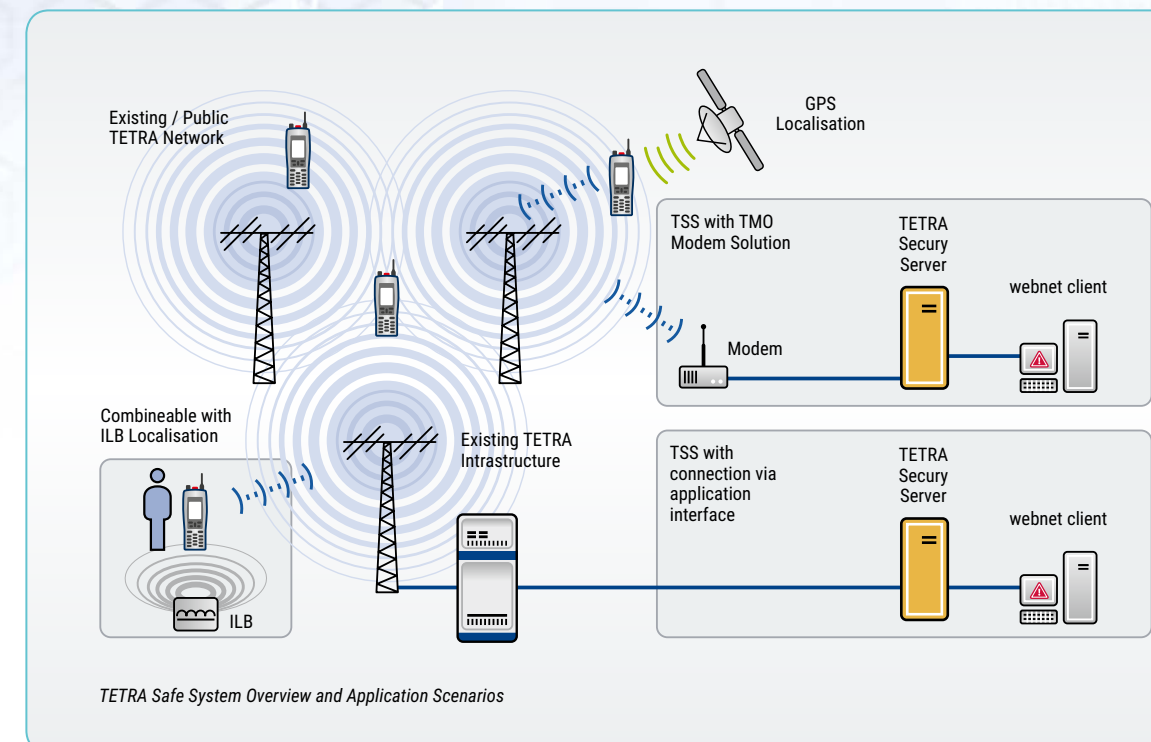 Existing / Public
TETRA Network
GPS
Localisation
TSS with TMO
Modem Solution
TETRA
Secury
Server
webnet client
Modem
Combineable with
ILB Localisation
Existing TETRA
Intrastructure
ILB
TSS with
connection via
application
interface
TETRA
Secury
Server
webnet client
TETRA Safe System Overview and Application Scenarios